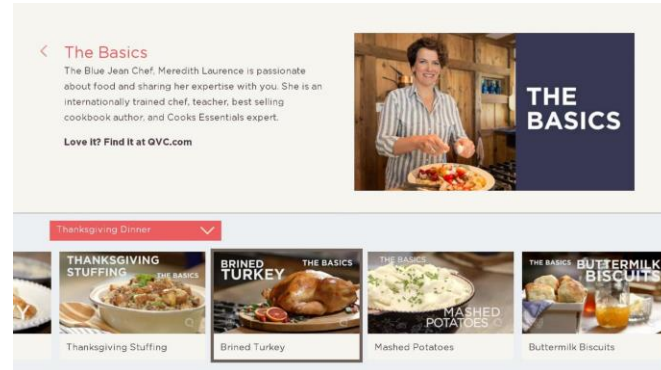 The Basics
The Blue Jean Chef, Meredith Laurence is passionate
about food and sharing her expertise with you. She is an
internationally trained chef, teacher, best selling
cookbook author, and Cooks Essentials expert.
Love it? Find it at QVC.com
THE
BASICS
Thanksgiving Dinner
THANKSGIVING
STUFFING
THE BASICS
BRINED
TURKEY
THE BASICS
THE BASICS
MASHED
POTATOES
THE BASICS
BUTTERMILK
BISCUITS
Thanksgiving Stuffing
Brined Turkey
Mashed Potatoes
Buttermilk Biscuits